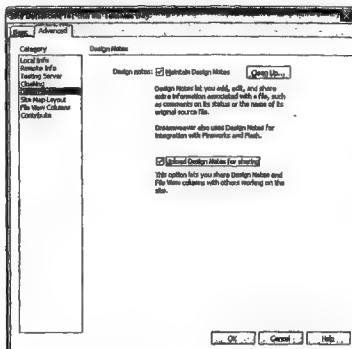 Advanced
Category
Design Notes
Local Info
Remote Info
Testing Server
Cloaking
Site Map Layout
File View Columns
Contribute
Design notes: Maintain Design Notes
Clean Up...
Design Notes let you add, edit, and share
extra information associated with a file, such
as comments on its status or the name of its
original source file.
Dreamweaver also uses Design Notes for
integration with Fireworks and Flash.
Upload Design Notes for sharing
This option lets you share Design Notes and
File View columns with others working on the
site.
OK
Cancel
Help